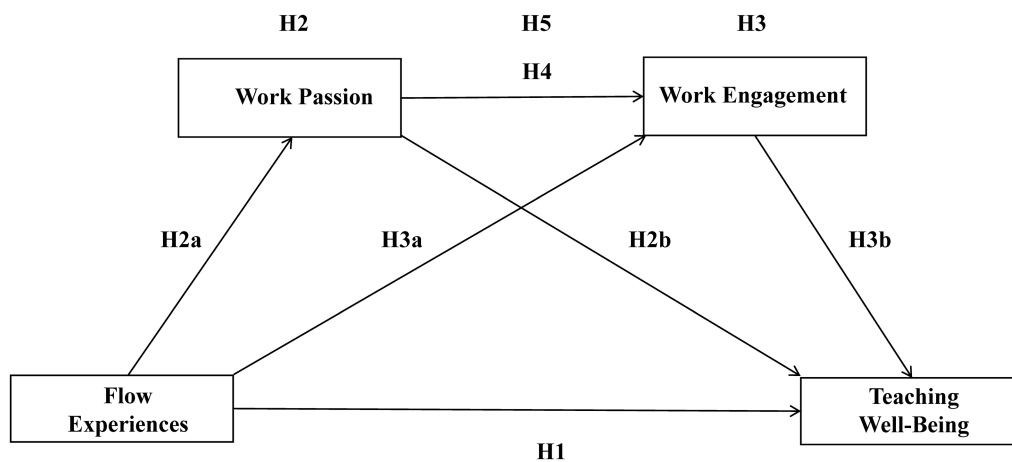 H2
H5
H3
Work Passion
H4
Work Engagement
H2a
H3a
H2b
H3b
Flow
Experiences
Teaching
Well-Being
H1